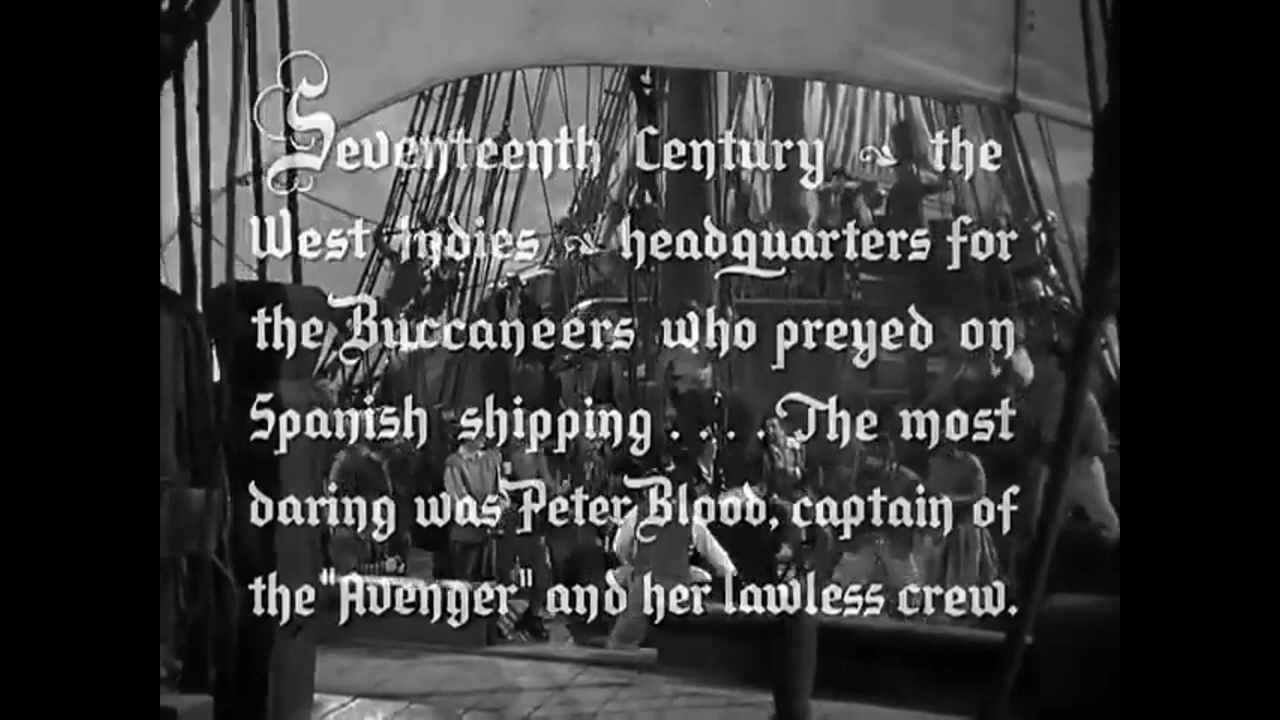 Seventeenth Century ~ the
West Indies ~ headquarters for
the Buccaneers who preyed on
Spanish shipping . . . . The most
daring was Peter Blood, captain of
the "Avenger" and her lawless crew.